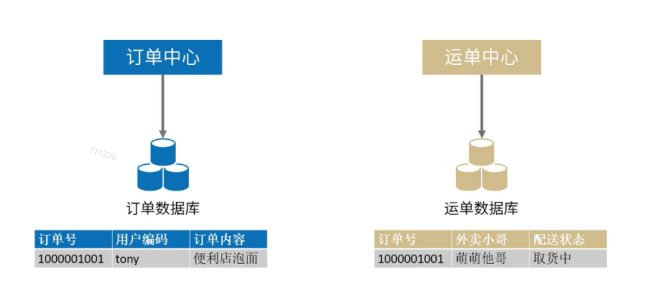 订单中心
运单中心
771220
订单数据库
运单数据库
订单号 用户编码 订单内容
1000001001 tony 便利店泡面
订单号 外卖小哥 配送状态
1000001001 萌萌他哥 取货中